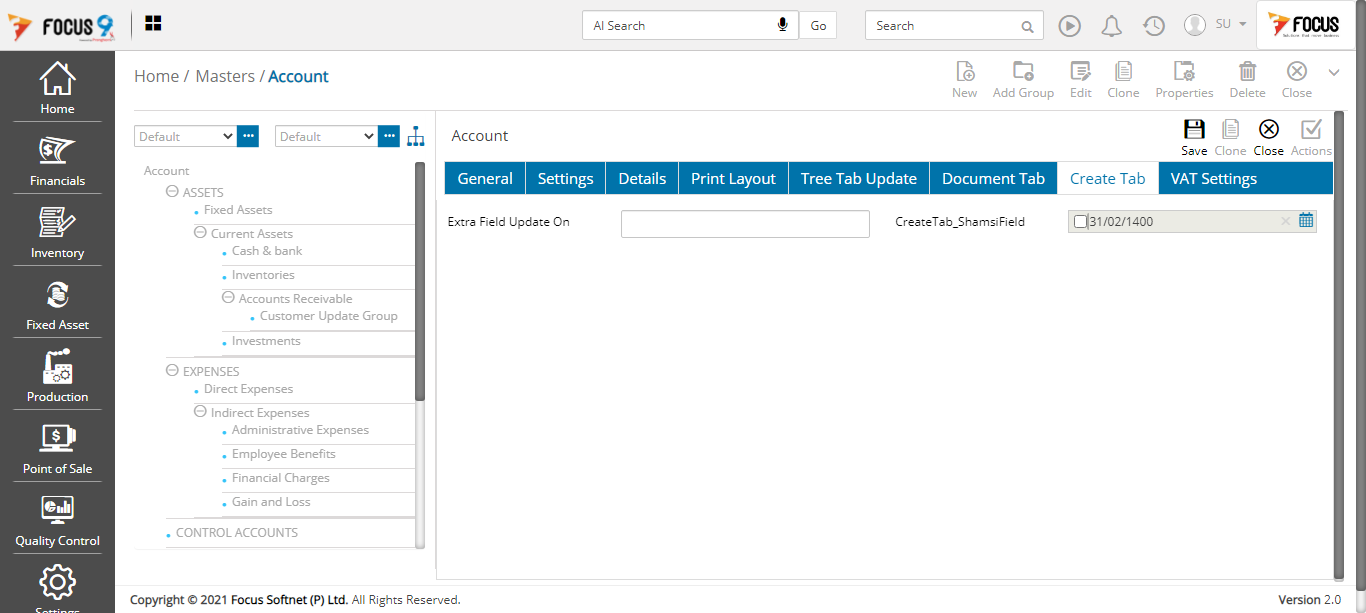 FOCUS 9
AI Search
Go
Search
SU
FOCUS
Home
Financials
Inventory
Fixed Asset
Production
Point of Sale
Quality Control
Settings
Home / Masters / Account
New
Add Group
Edit
Clone
Properties
Delete
Close
Default
Default
Account
ASSETS
Fixed Assets
Current Assets
Cash & bank
Inventories
Accounts Receivable
Customer Update Group
Investments
EXPENSES
Direct Expenses
Indirect Expenses
Administrative Expenses
Employee Benefits
Financial Charges
Gain and Loss
CONTROL ACCOUNTS
Account
Save
Clone
Close
Actions
General
Settings
Details
Print Layout
Tree Tab Update
Document Tab
Create Tab
VAT Settings
Extra Field Update On
CreateTab_ShamsiField
31/02/1400
Copyright © 2021 Focus Softnet (P) Ltd. All Rights Reserved.
Version 2.0